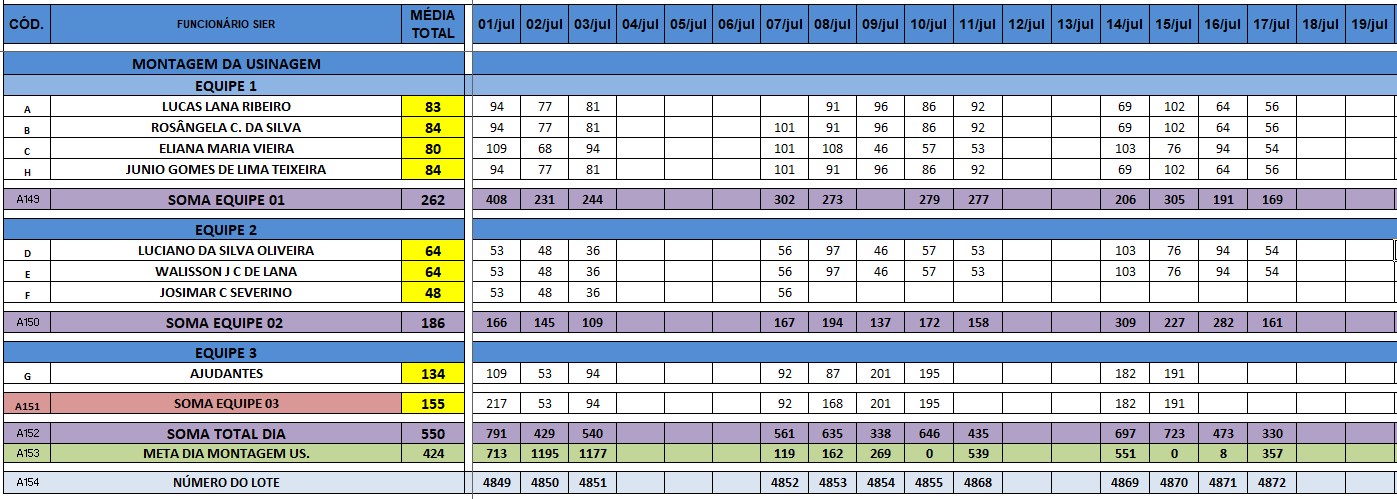 CÓD. FUNCIONÁRIO SIER MÉDIA TOTAL 01/jul 02/jul 03/jul 04/jul 05/jul 06/jul 07/jul 08/jul 09/jul 10/jul 11/jul 12/jul 13/jul 14/jul 15/jul 16/jul 17/jul 18/jul 19/jul
MONTAGEM DA USINAGEM
EQUIPE 1
A LUCAS LANA RIBEIRO 83 94 77 81 91 96 86 92 69 102 64 56
B ROSÂNGELA C. DA SILVA 84 94 77 81 101 91 96 86 92 69 102 64 56
C ELIANA MARIA VIEIRA 80 109 68 94 101 108 46 57 53 103 76 94 54
H JUNIO GOMES DE LIMA TEIXEIRA 84 94 77 81 101 91 96 86 92 69 102 64 56
A149 SOMA EQUIPE 01 262 408 231 244 302 273 279 277 206 305 191 169
EQUIPE 2
D LUCIANO DA SILVA OLIVEIRA 64 53 48 36 56 97 46 57 53 103 76 94 54
E WALISSON J C DE LANA 64 53 48 36 56 97 46 57 53 103 76 94 54
F JOSIMAR C SEVERINO 48 53 48 36 56
A150 SOMA EQUIPE 02 186 166 145 109 167 194 137 172 158 309 227 282 161
EQUIPE 3
G AJUDANTES 134 109 53 94 92 87 201 195 182 191
A151 SOMA EQUIPE 03 155 217 53 94 92 168 201 195 182 191
A152 SOMA TOTAL DIA 550 791 429 540 561 635 338 646 435 697 723 473 330
A153 META DIA MONTAGEM US. 424 713 1195 1177 119 162 269 0 539 551 0 8 357
A154 NÚMERO DO LOTE 4849 4850 4851 4852 4853 4854 4855 4868 4869 4870 4871 4872